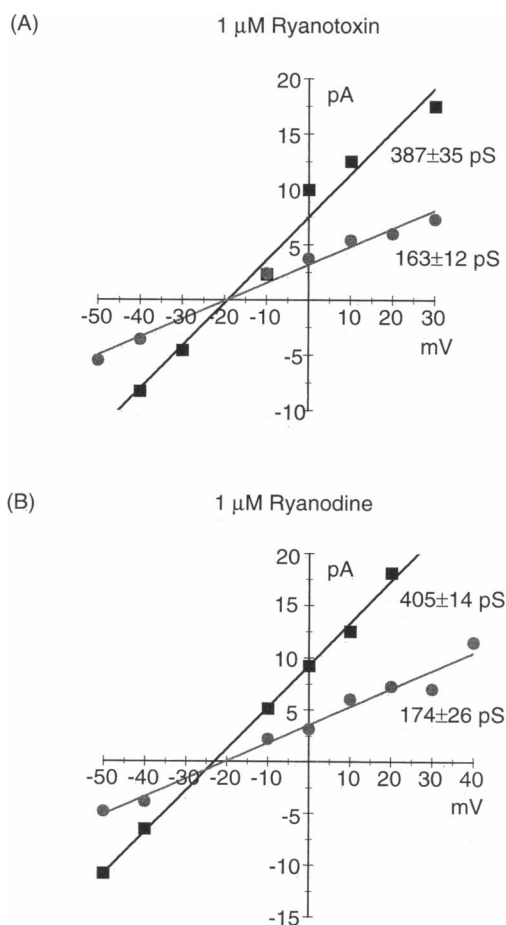 (A)
1 μM Ryanotoxin
20
pA
15
387±35 pS
10
5
163±12 pS
-50 -40 -30 -20 -10 10 20 30
mV
-5
-10
(B)
1 μM Ryanodine
20
pA
15
405±14 pS
10
5
174±26 pS
-50 -40 -30 -20 -10 10 20 30 40
mV
-5
-10
-15